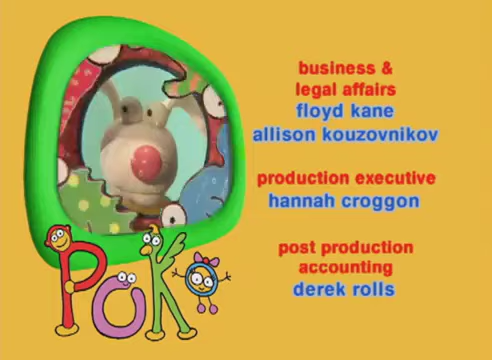 business &
legal affairs
floyd kane
allison kouzovnikov
production executive
hannah croggon
post production
accounting
derek rolls
Poko